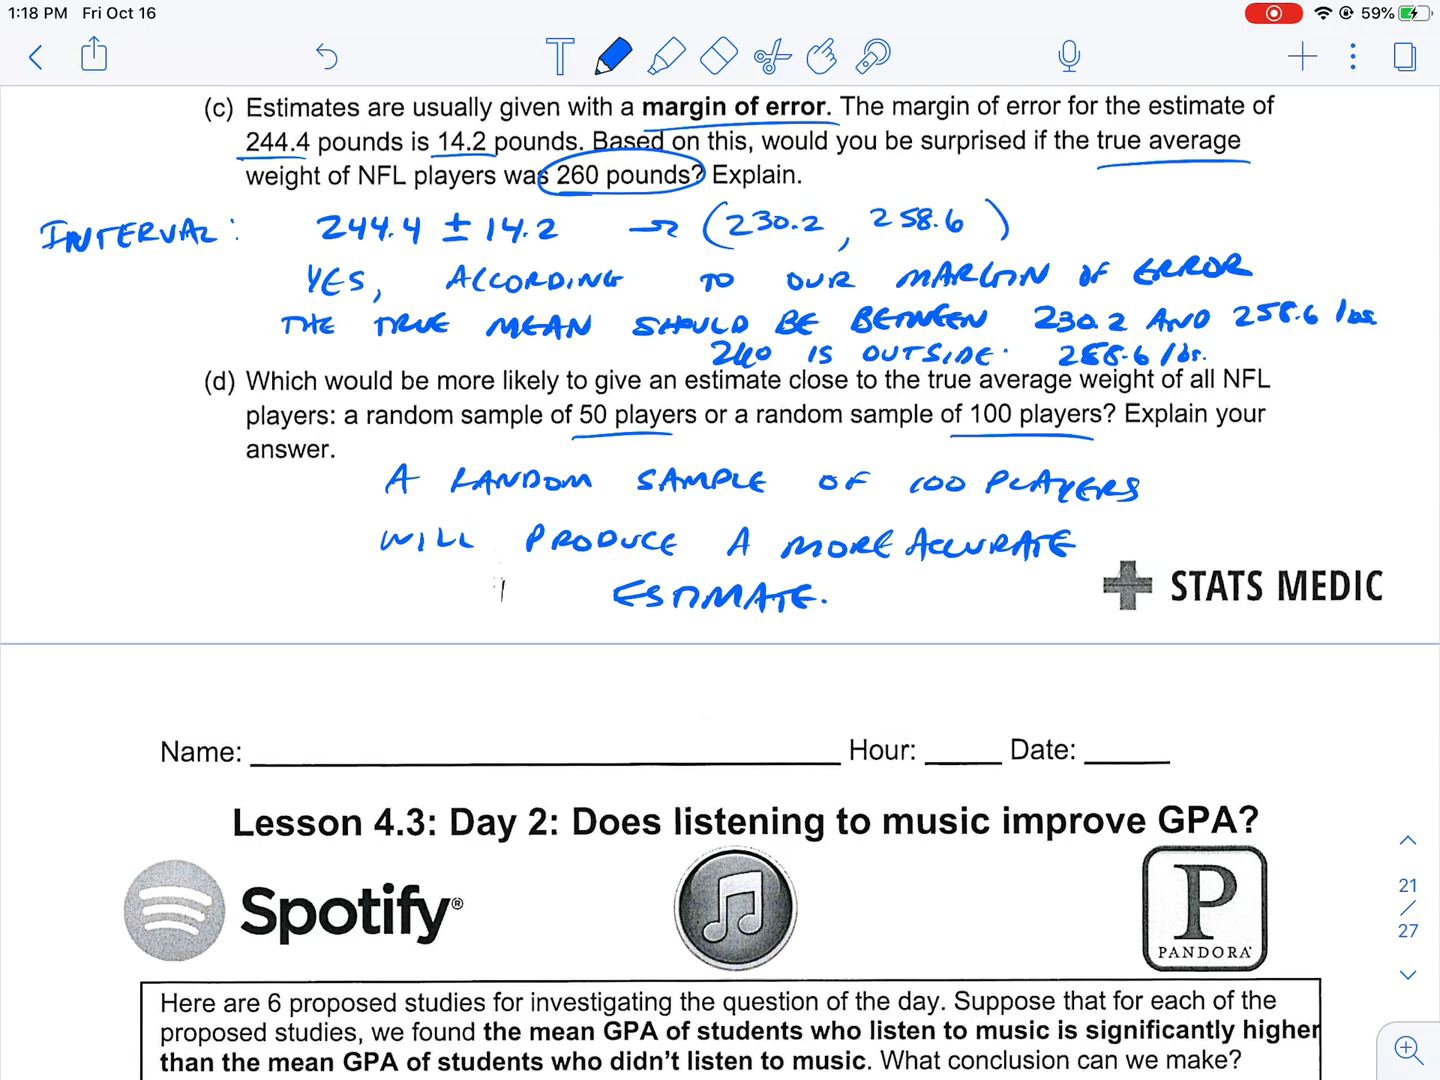 1:18 PM Fri Oct 16 59%
T
(c) Estimates are usually given with a margin of error. The margin of error for the estimate of
244.4 pounds is 14.2 pounds. Based on this, would you be surprised if the true average
weight of NFL players was 260 pounds? Explain.
INTERVAL: 244.4 ± 14.2 → (230.2, 258.6)
YES, ACCORDING TO OUR MARGIN OF ERROR
THE TRUE MEAN SHOULD BE BETWEEN 230.2 AND 258.6 lbs
260 IS OUTSIDE. 258.6 lbs.
(d) Which would be more likely to give an estimate close to the true average weight of all NFL
players: a random sample of 50 players or a random sample of 100 players? Explain your
answer.
A RANDOM SAMPLE OF 100 PLAYERS
WILL PRODUCE A MORE ACCURATE
ESTIMATE.
STATS MEDIC
Name: Hour: Date:
Lesson 4.3: Day 2: Does listening to music improve GPA?
Spotify®
P
PANDORA
21
/
27
Here are 6 proposed studies for investigating the question of the day. Suppose that for each of the
proposed studies, we found the mean GPA of students who listen to music is significantly higher
than the mean GPA of students who didn't listen to music. What conclusion can we make?